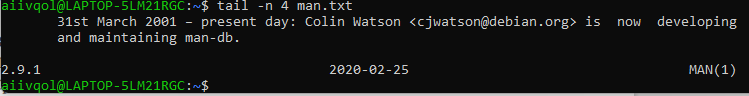 aiivqol@LAPTOP-5LM21RGC:~$ tail -n 4 man.txt
31st March 2001 – present day: Colin Watson <cjwatson@debian.org> is now developing
and maintaining man-db.
2.9.1 2020-02-25 MAN(1)
aiivqol@LAPTOP-5LM21RGC:~$